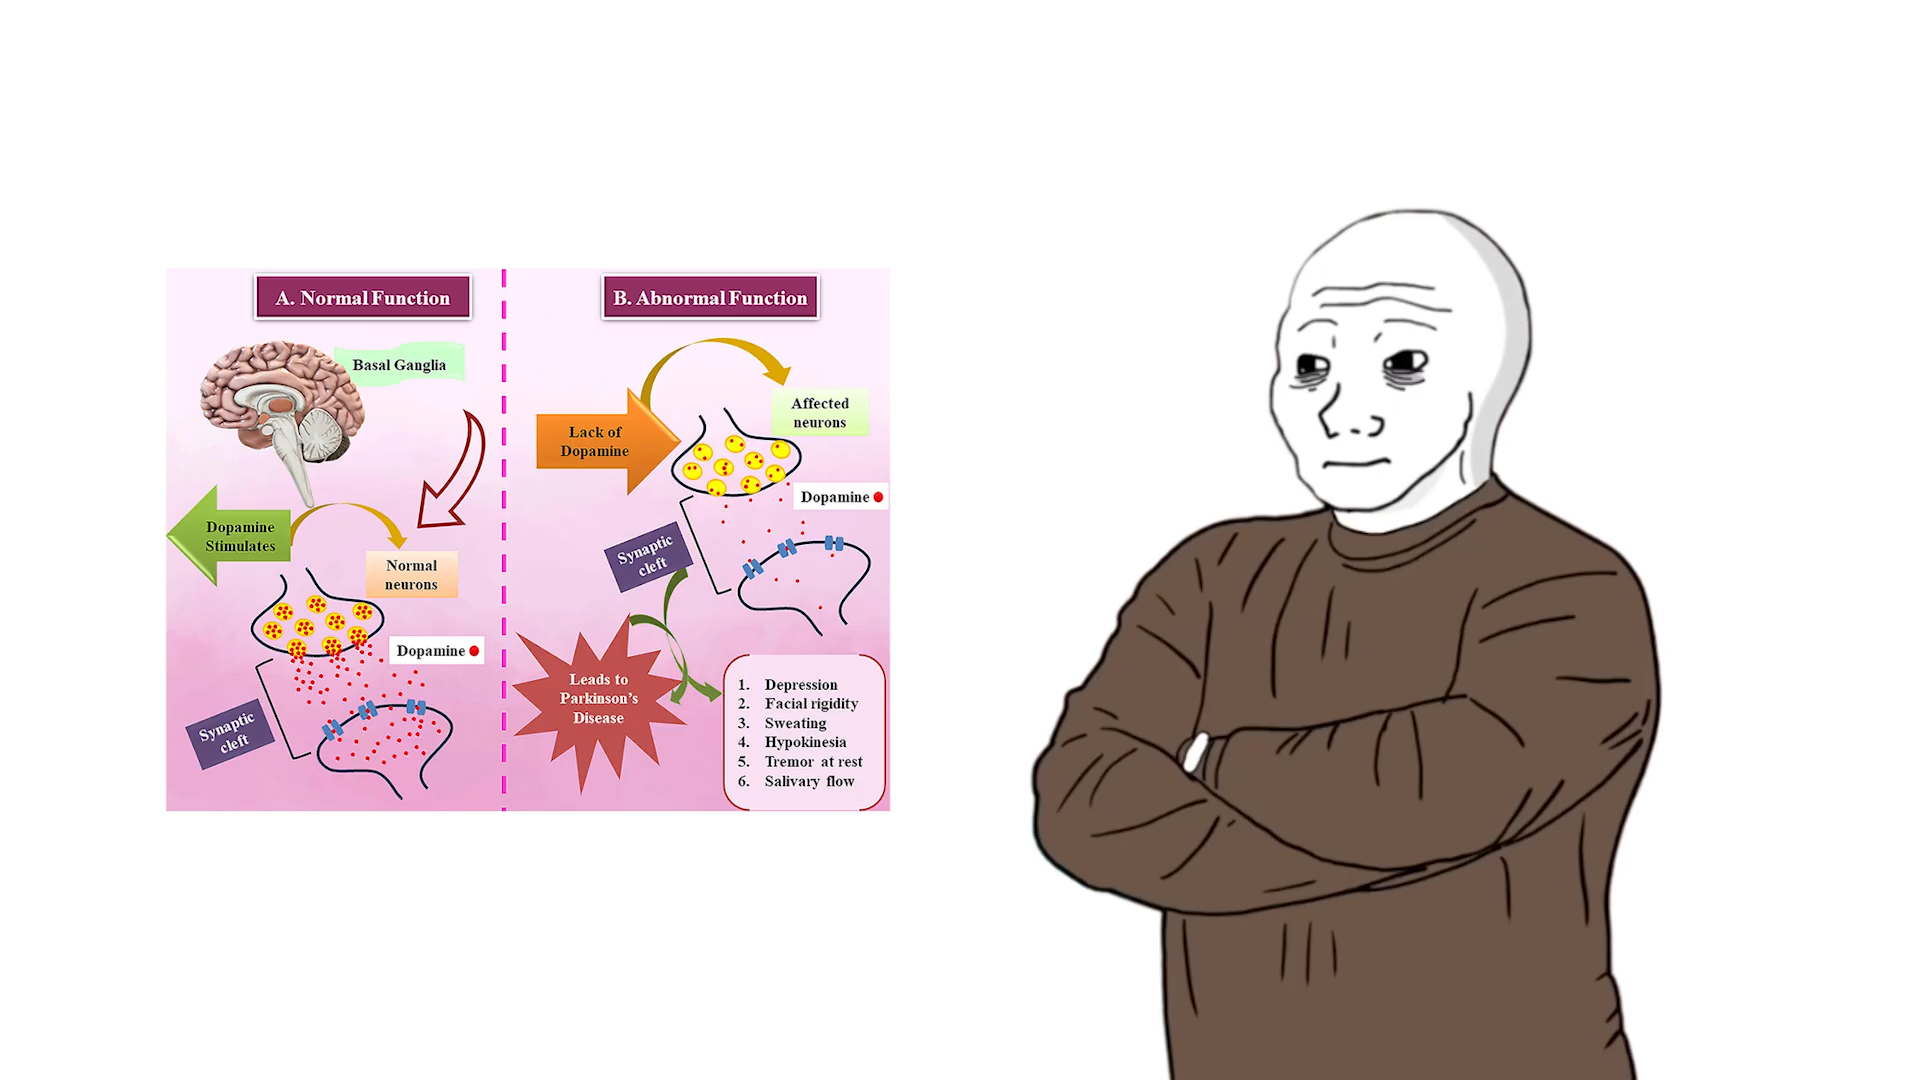 A. Normal Function
Basal Ganglia
Dopamine
Stimulates
Normal
neurons
Dopamine
Synaptic
cleft
B. Abnormal Function
Affected
neurons
Lack of
Dopamine
Dopamine
Synaptic
cleft
Leads to
Parkinson's
Disease
1. Depression
2. Facial rigidity
3. Sweating
4. Hypokinesia
5. Tremor at rest
6. Salivary flow